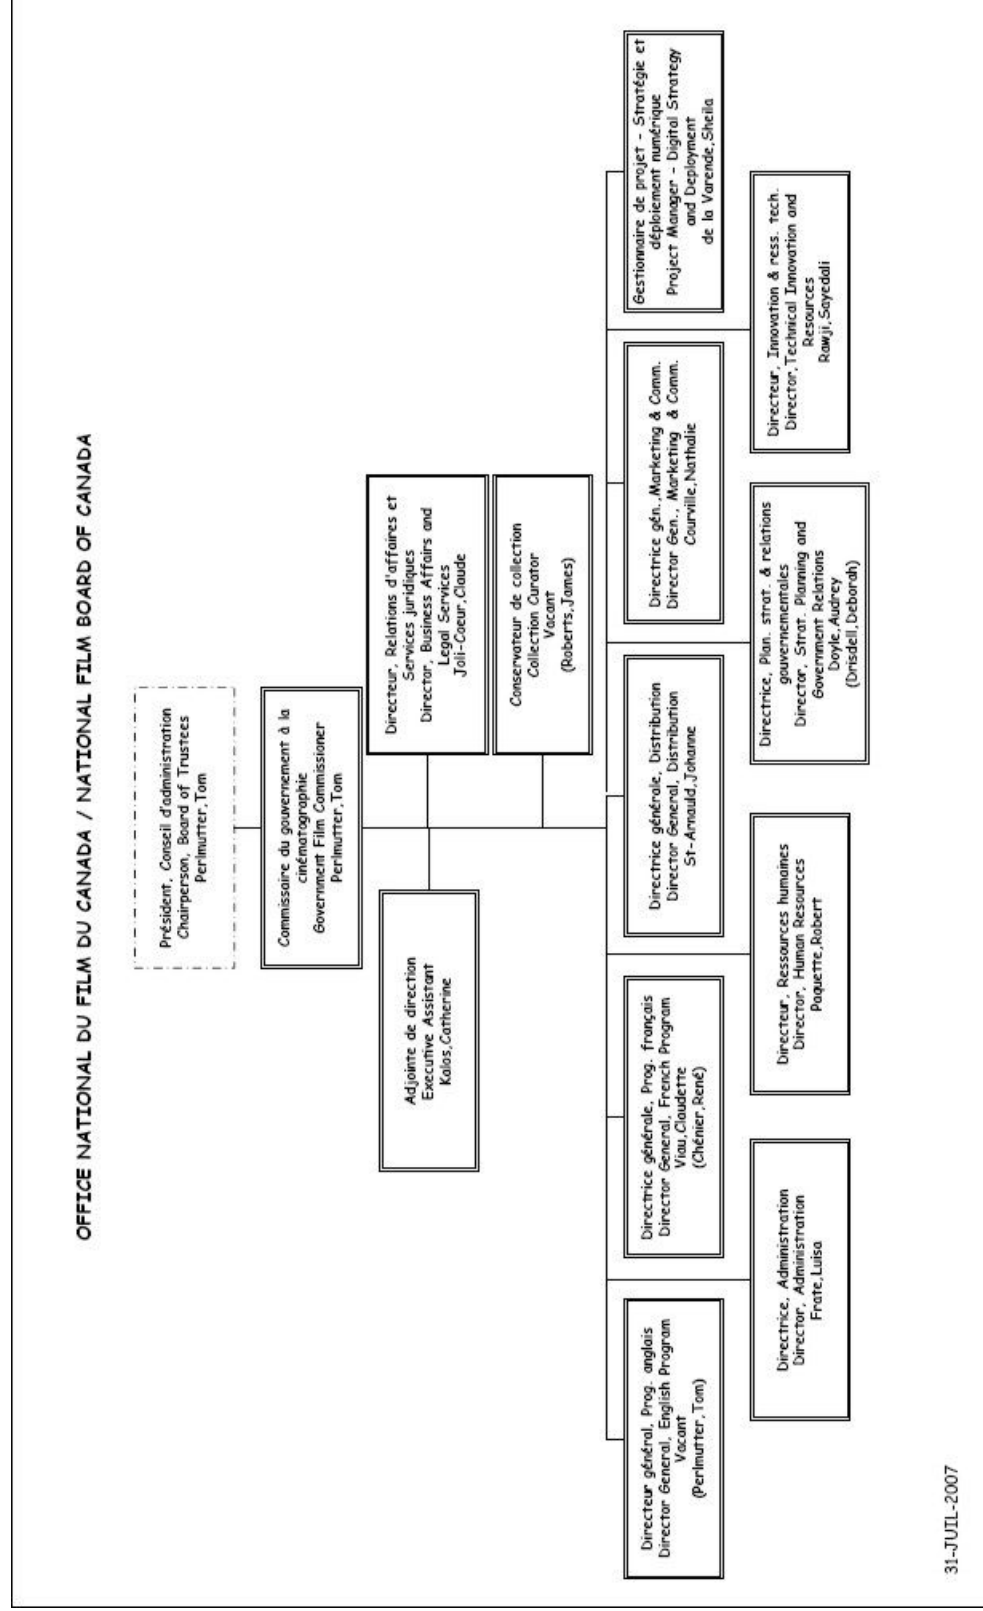 OFFICE NATIONAL DU FILM DU CANADA / NATIONAL FILM BOARD OF CANADA
Président, Conseil d'administration
Chairperson, Board of Trustees
Perlmutter,Tom
Commissaire du gouvernement à la
cinématographie
Government Film Commissioner
Perlmutter,Tom
Adjointe de direction
Executive Assistant
Kalos,Catherine
Directeur, Relations d'affaires et
Services juridiques
Director, Business Affairs and
Legal Services
Joli-Coeur,Claude
Conservateur de collection
Collection Curator
Vacant
(Roberts,James)
Directeur général, Prog. anglais
Director General, English Program
Vacant
(Perlmutter,Tom)
Directrice générale, Prog. français
Director General, French Program
Viau,Claudette
(Chénier,René)
Directrice générale, Distribution
Director General, Distribution
St-Arnauld,Johanne
Directrice gén.,Marketing & Comm.
Director Gen., Marketing & Comm.
Courville,Nathalie
Gestionnaire de projet - Stratégie et
déploiement numérique
Project Manager - Digital Strategy
and Deployment
de la Varende,Sheila
Directrice, Administration
Director, Administration
Frate,Luisa
Directeur, Ressources humaines
Director, Human Resources
Paquette,Robert
Directrice, Plan. strat. & relations
gouvernementales
Director, Strat. Planning and
Government Relations
Doyle,Audrey
(Drisdell,Deborah)
Directeur, Innovation & ress. tech.
Director,Technical Innovation and
Resources
Rawji,Sayedali
31-JUIL-2007